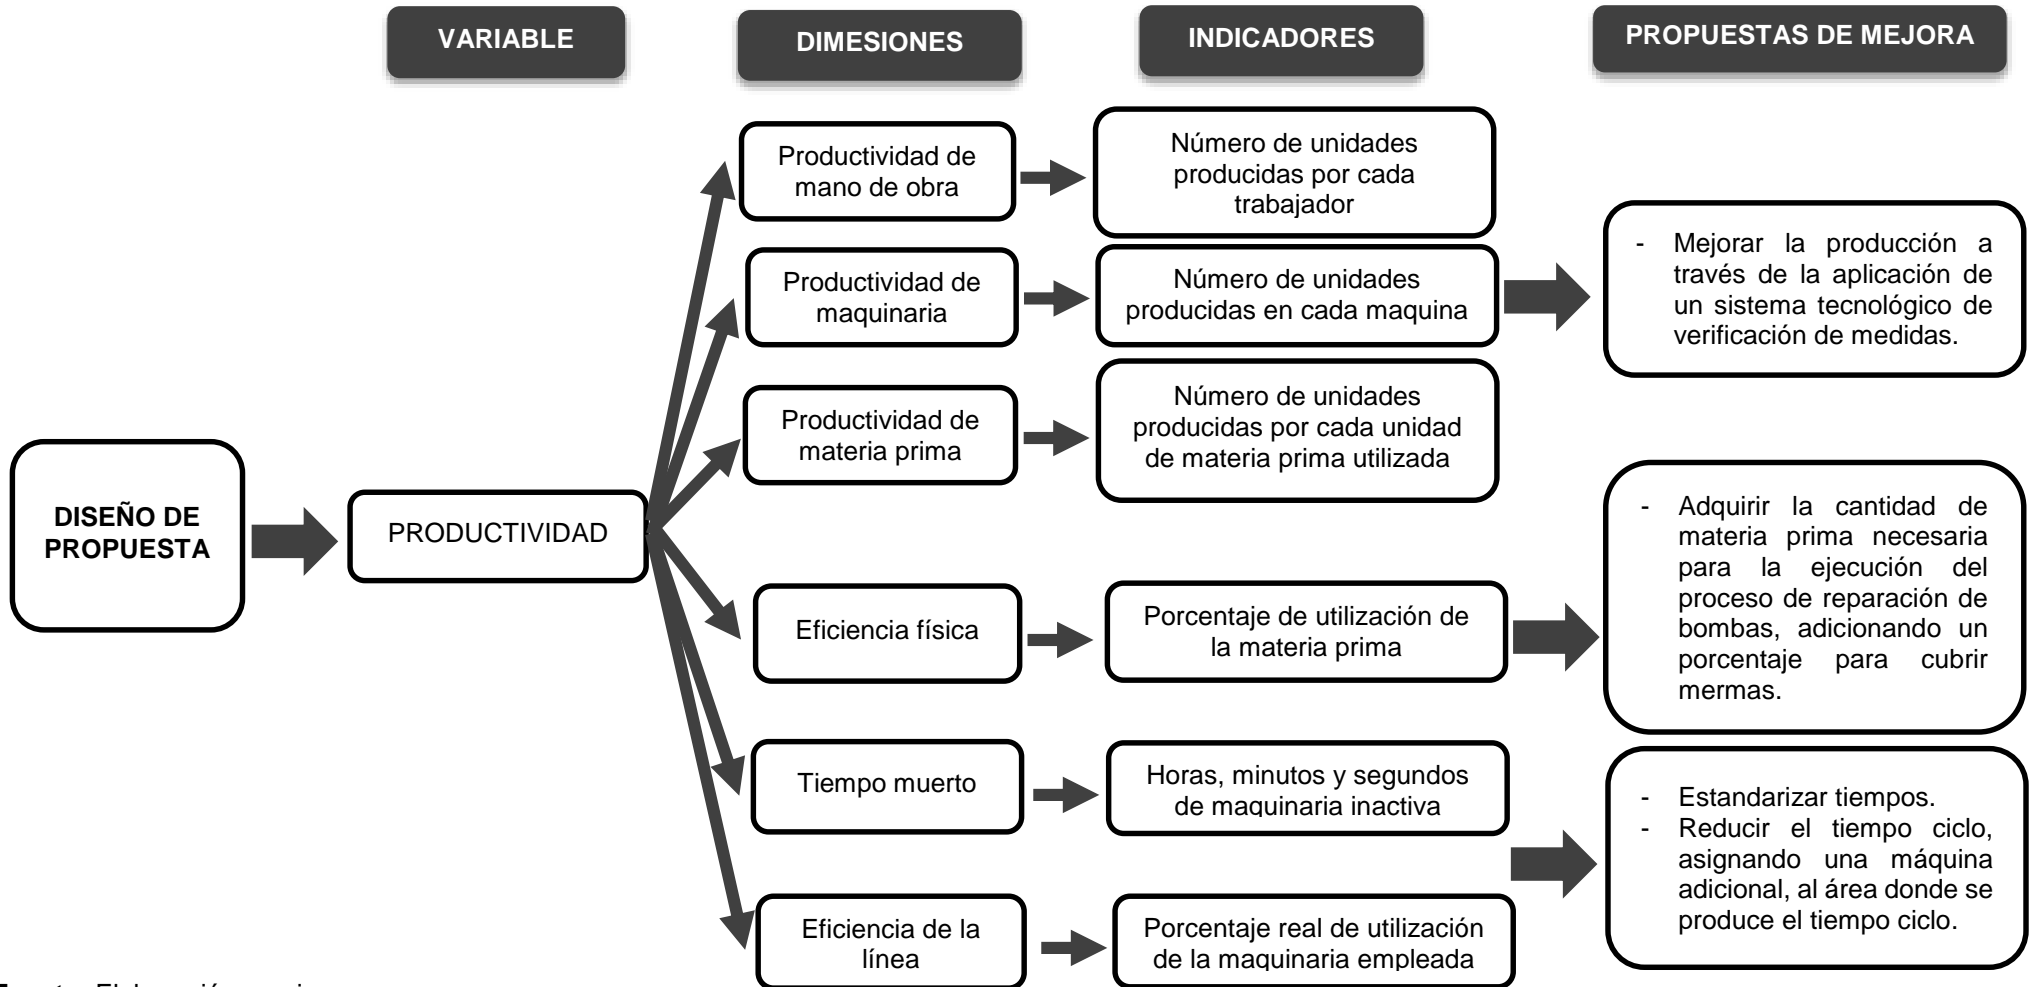 VARIABLE
DIMESIONES
INDICADORES
PROPUESTAS DE MEJORA
DISEÑO DE
PROPUESTA
PRODUCTIVIDAD
Productividad de
mano de obra
Número de unidades
producidas por cada
trabajador
Productividad de
maquinaria
Número de unidades
producidas en cada maquina
Productividad de
materia prima
Número de unidades
producidas por cada unidad
de materia prima utilizada
- Mejorar la producción a
través de la aplicación de
un sistema tecnológico de
verificación de medidas.
Eficiencia física
Porcentaje de utilización de
la materia prima
- Adquirir la cantidad de
materia prima necesaria
para la ejecución del
proceso de reparación de
bombas, adicionando un
porcentaje para cubrir
mermas.
Tiempo muerto
Horas, minutos y segundos
de maquinaria inactiva
Eficiencia de la
línea
Porcentaje real de utilización
de la maquinaria empleada
- Estandarizar tiempos.
- Reducir el tiempo ciclo,
asignando una máquina
adicional, al área donde se
produce el tiempo ciclo.